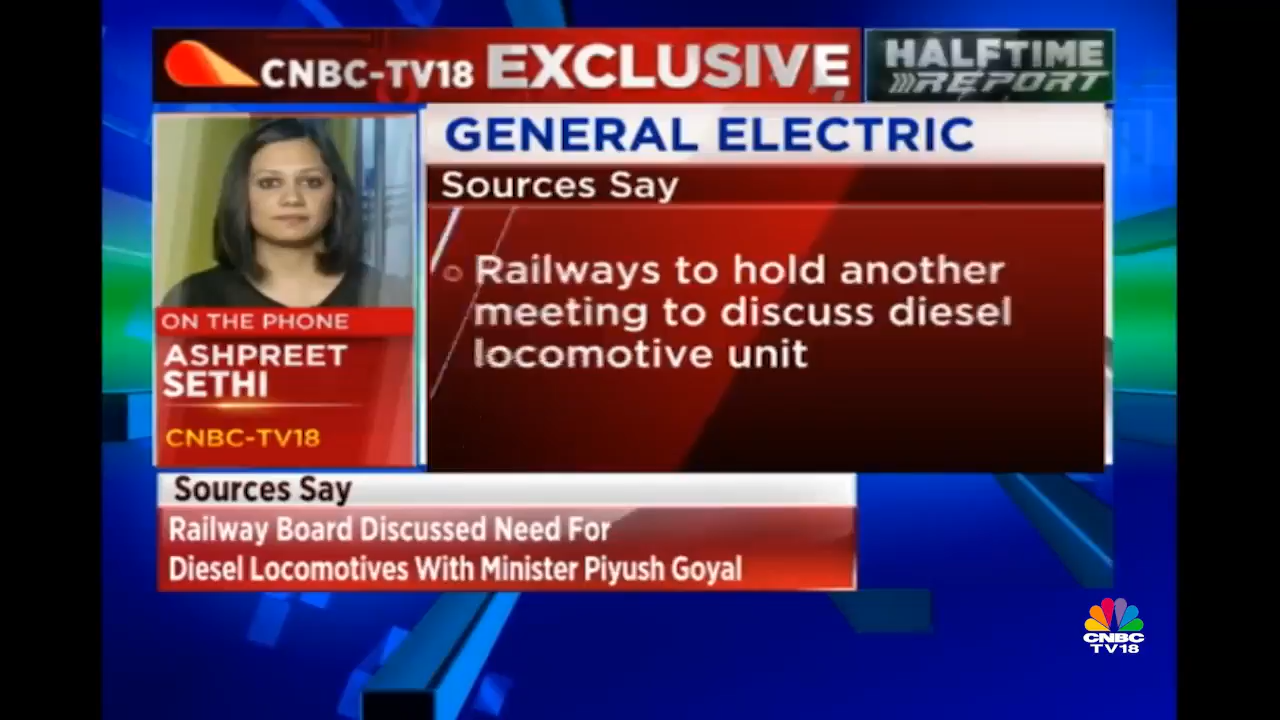 CNBC-TV18 EXCLUSIVE
HALFTIME
REPORT
GENERAL ELECTRIC
Sources Say
Railways to hold another
meeting to discuss diesel
locomotive unit
ON THE PHONE
ASHPREET
SETHI
CNBC-TV18
Sources Say
Railway Board Discussed Need For
Diesel Locomotives With Minister Piyush Goyal
CNBC
TV18